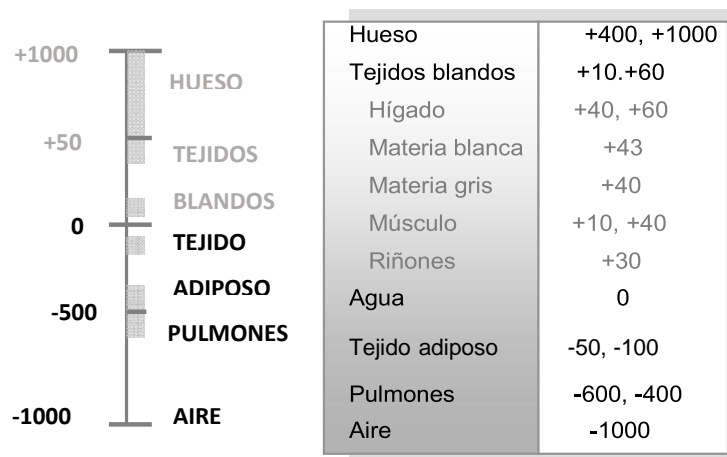 +1000
HUESO
+50
TEJIDOS
BLANDOS
0
TEJIDO
ADIPOSO
-500
PULMONES
-1000
AIRE
Hueso +400, +1000
Tejidos blandos +10.+60
Hígado +40, +60
Materia blanca +43
Materia gris +40
Músculo +10, +40
Riñones +30
Agua 0
Tejido adiposo -50, -100
Pulmones -600, -400
Aire -1000